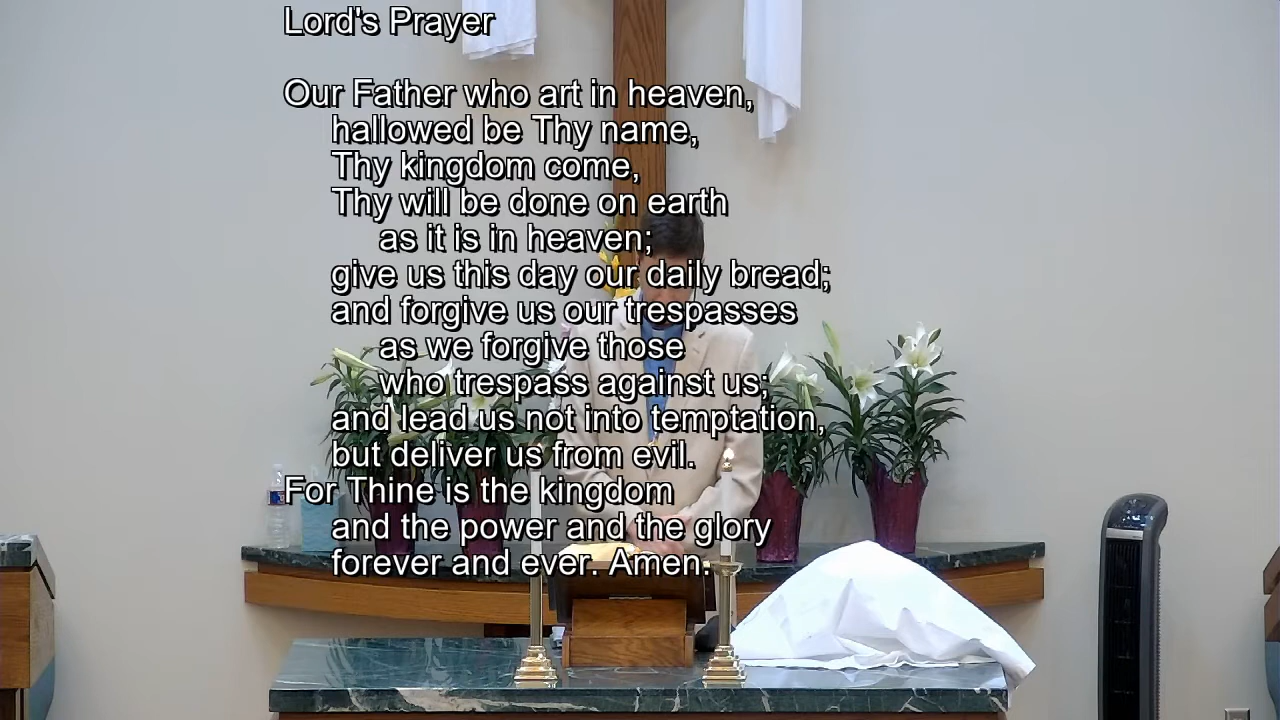 Lord's Prayer
Our Father who art in heaven,
hallowed be Thy name,
Thy kingdom come,
Thy will be done on earth
as it is in heaven;
give us this day our daily bread;
and forgive us our trespasses
as we forgive those
who trespass against us;
and lead us not into temptation,
but deliver us from evil.
For Thine is the kingdom
and the power and the glory
forever and ever. Amen.